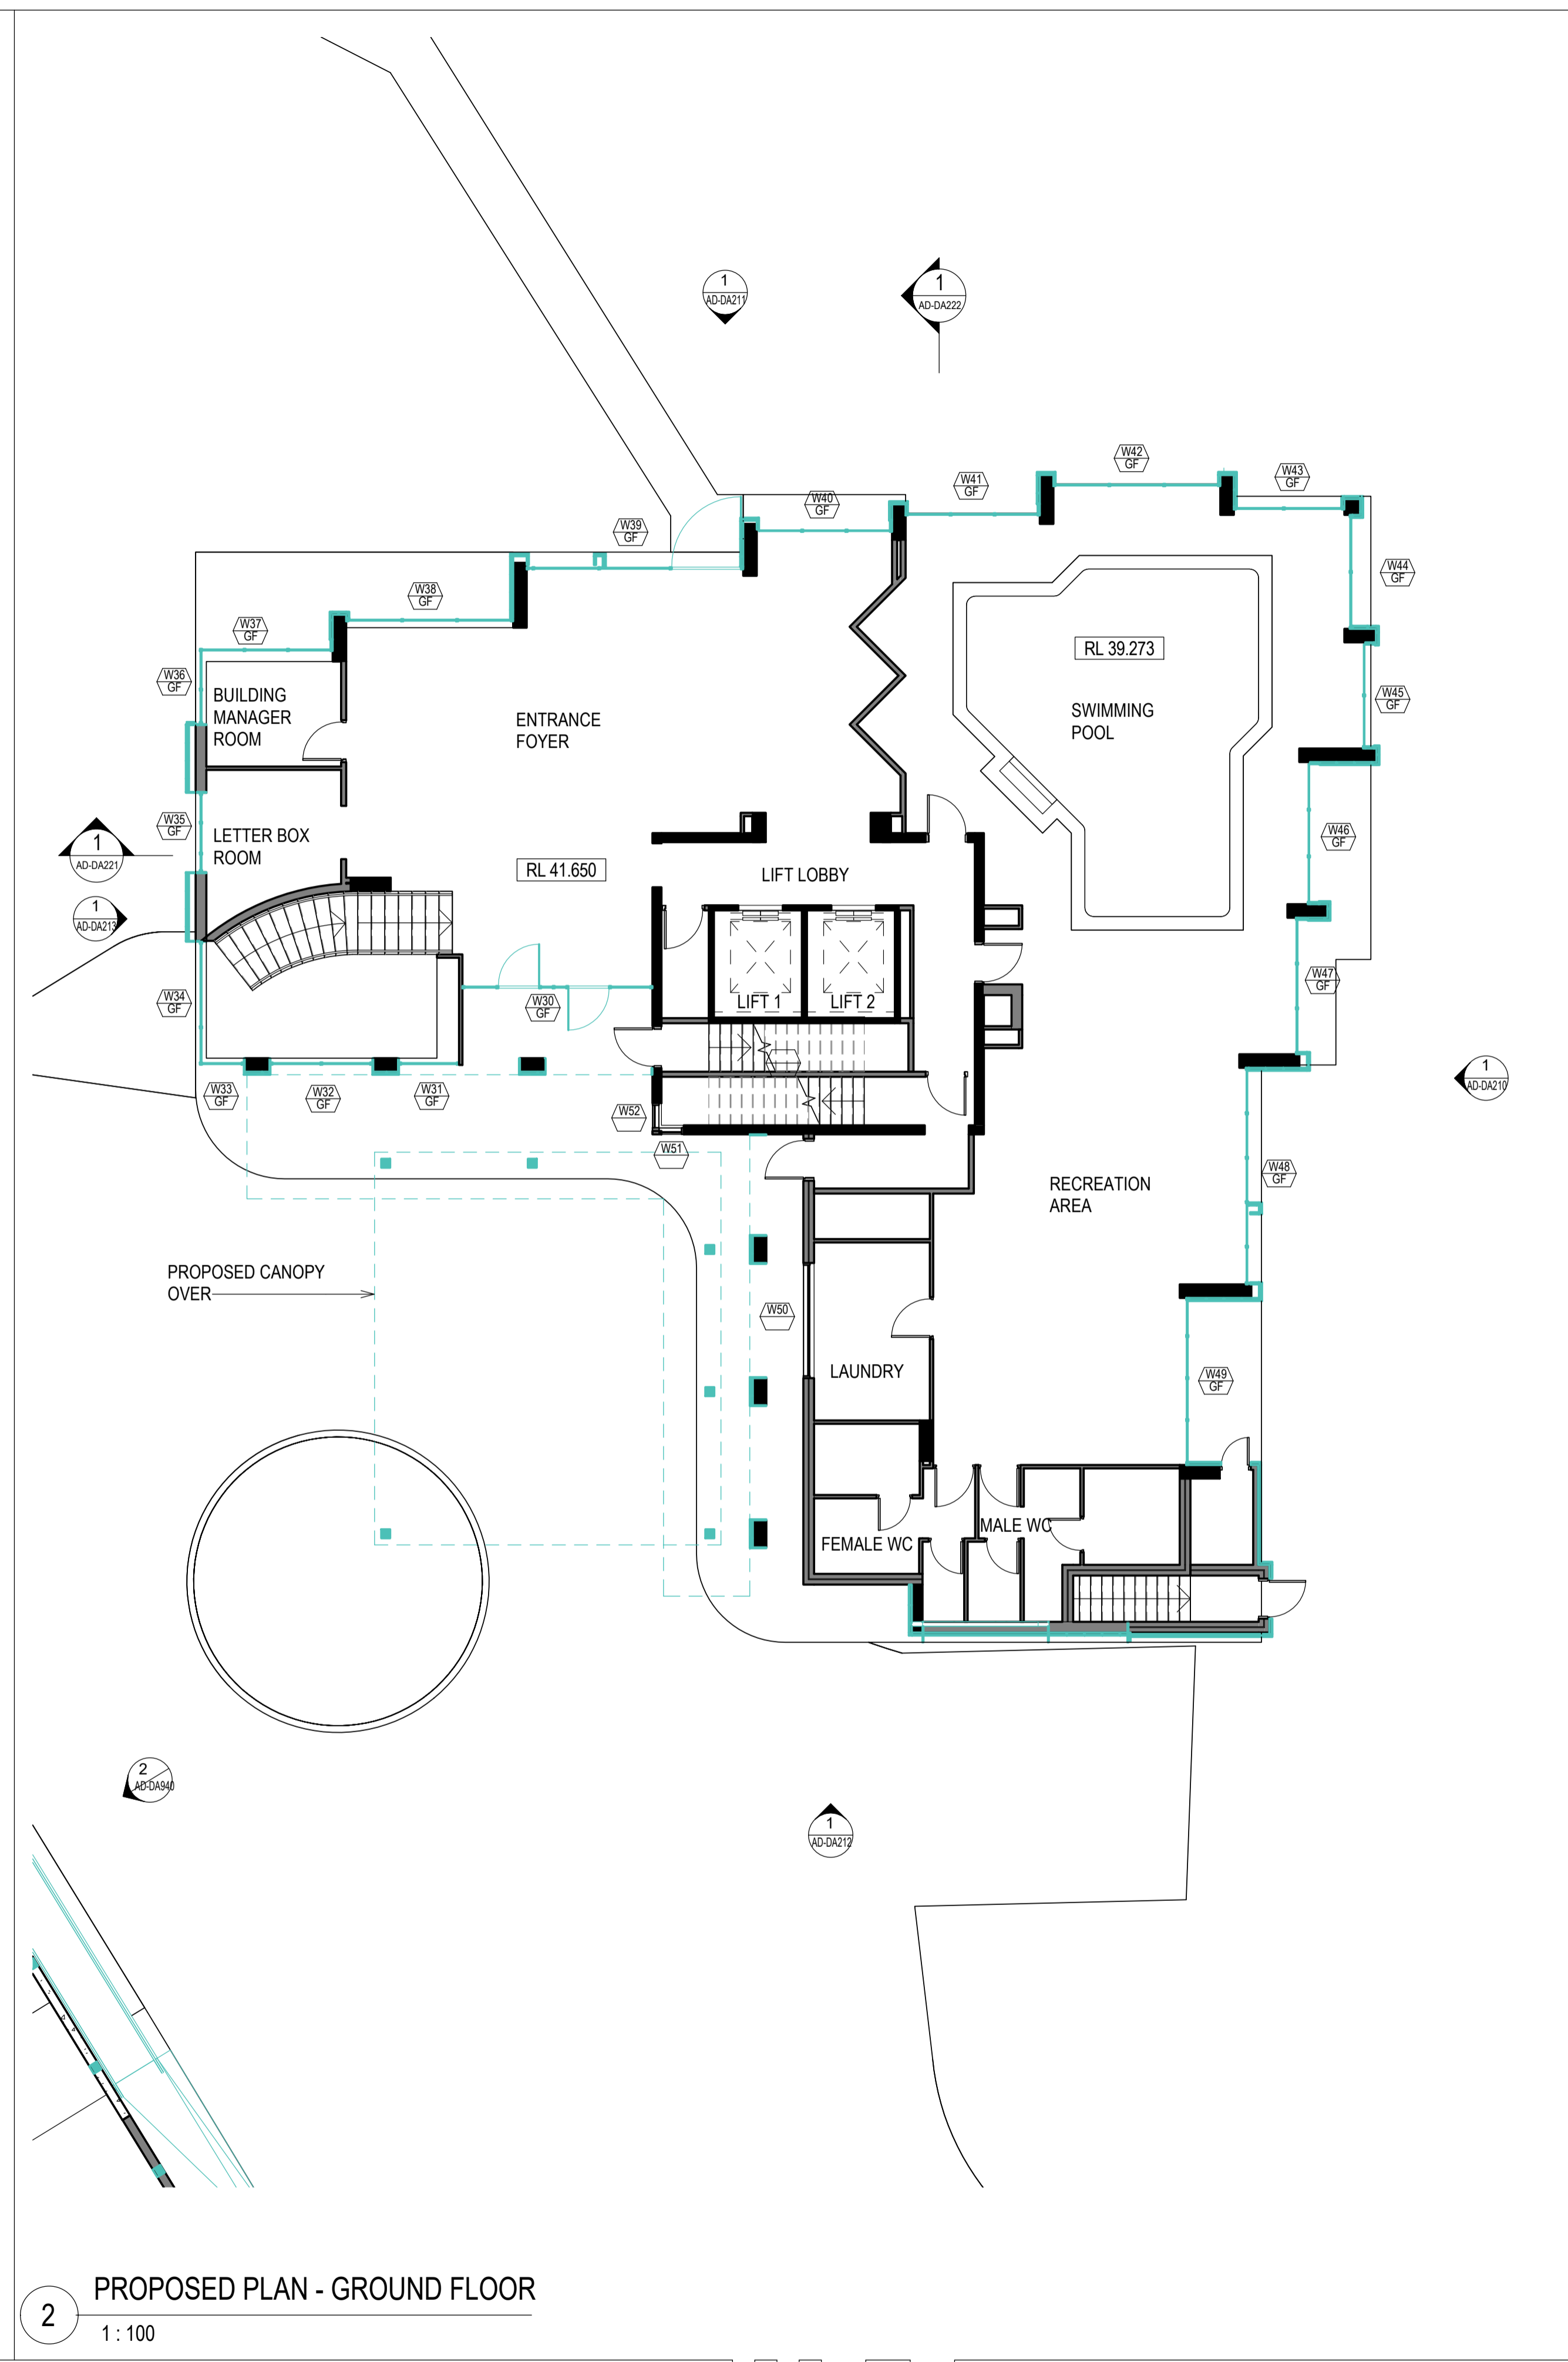 1
AD-DA211
1
AD-DA222
W42
GF
W43
GF
W41
GF
W40
GF
W39
GF
W44
GF
W38
GF
W37
GF
RL 39.273
W36
GF
BUILDING
MANAGER
ROOM
W45
GF
SWIMMING
POOL
ENTRANCE
FOYER
W35
GF
LETTER BOX
ROOM
W46
GF
1
AD-DA221
RL 41.650
LIFT LOBBY
1
AD-DA213
W47
GF
W34
GF
W30
GF
LIFT 1
LIFT 2
1
AD-DA210
W33
GF
W32
GF
W31
GF
W52
W51
W48
GF
RECREATION
AREA
PROPOSED CANOPY
OVER
W50
LAUNDRY
W49
GF
MALE WC
FEMALE WC
2
AD-DA940
1
AD-DA212
2
PROPOSED PLAN - GROUND FLOOR
1 : 100